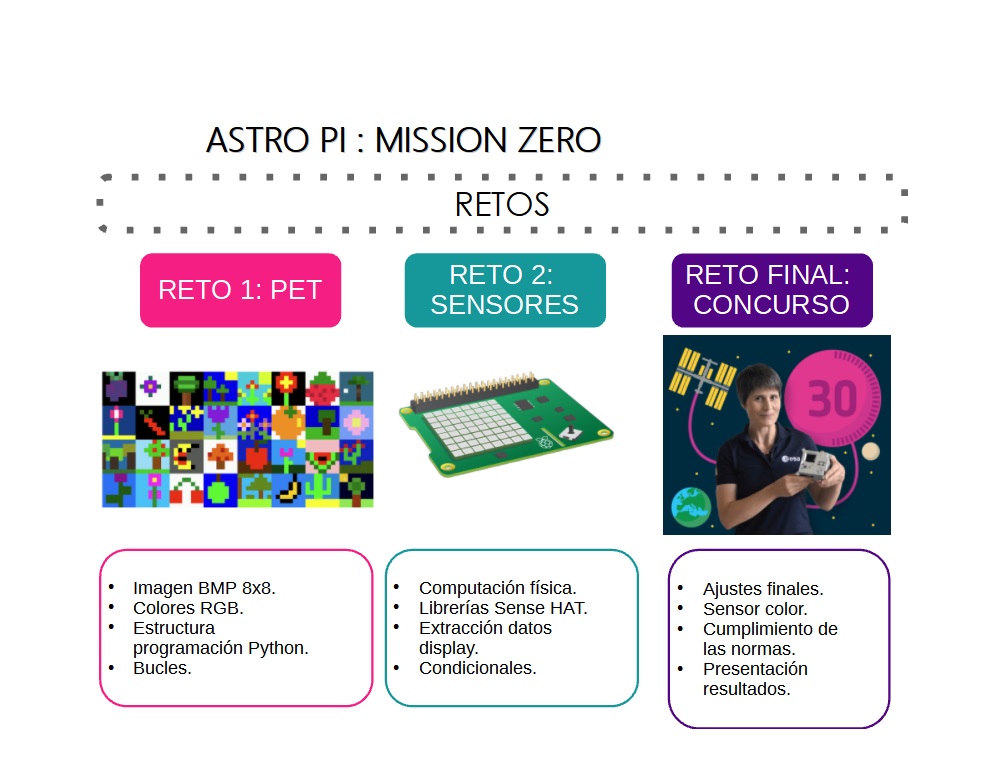 ASTRO PI : MISSION ZERO
RETOS
RETO 1: PET
RETO 2:
SENSORES
RETO FINAL:
CONCURSO
30
esa
• Imagen BMP 8x8.
• Colores RGB.
• Estructura
programación Python.
• Bucles.
• Computación física.
• Librerías Sense HAT.
• Extracción datos
display.
• Condicionales.
• Ajustes finales.
• Sensor color.
• Cumplimiento de
las normas.
• Presentación
resultados.